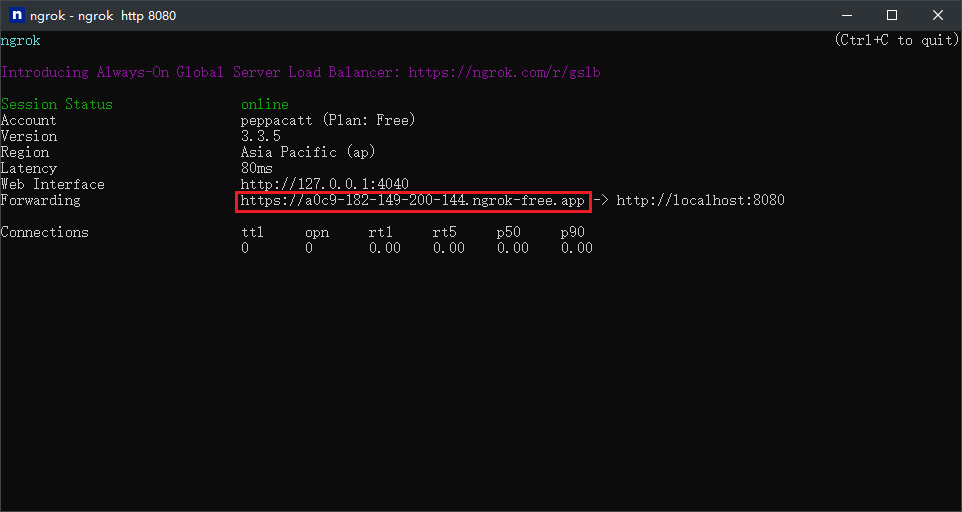 ngrok - ngrok  http 8080
ngrok (Ctrl+C to quit)
Introducing Always-On Global Server Load Balancer: https://ngrok.com/r/gslb
Session Status online
Account peppacatt (Plan: Free)
Version 3.3.5
Region Asia Pacific (ap)
Latency 80ms
Web Interface http://127.0.0.1:4040
Forwarding https://a0c9-182-149-200-144.ngrok-free.app -> http://localhost:8080
Connections ttl opn rt1 rt5 p50 p90
0 0 0.00 0.00 0.00 0.00